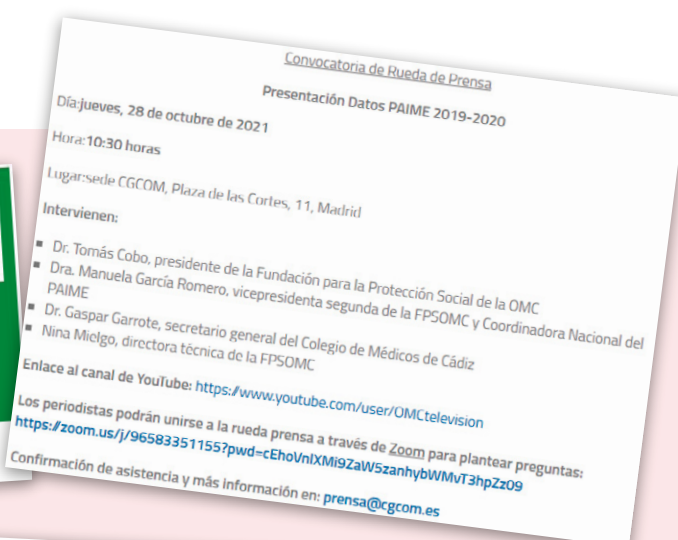 Convocatoria de Rueda de Prensa
Presentación Datos PAIME 2019-2020
Día:jueves, 28 de octubre de 2021
Hora:10:30 horas
Lugar:sede CGCOM, Plaza de las Cortes, 11, Madrid
Intervienen:
▪ Dr. Tomás Cobo, presidente de la Fundación para la Protección Social de la OMC
▪ Dra. Manuela García Romero, vicepresidenta segunda de la FPSOMC y Coordinadora Nacional del
PAIME
▪ Dr. Gaspar Garrote, secretario general del Colegio de Médicos de Cádiz
▪ Nina Mielgo, directora técnica de la FPSOMC
Enlace al canal de YouTube: https://www.youtube.com/user/OMCtelevision
Los periodistas podrán unirse a la rueda prensa a través de Zoom para plantear preguntas:
https://zoom.us/j/96583351155?pwd=cEhoVnlXMi9ZaW5zanhybWMvT3hpZz09
Confirmación de asistencia y más información en: prensa@cgcom.es